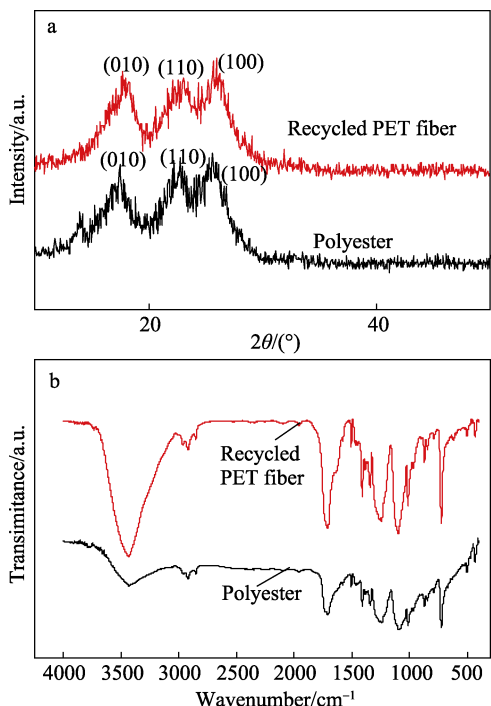 a
(010)
(110)
(100)
Recycled PET fiber
(010)
(110)
(100)
Polyester
Intensity/a.u.
20
40
2θ/(°)
b
Recycled
PET fiber
Polyester
Transimitance/a.u.
4000 3500 3000 2500 2000 1500 1000 500
Wavenumber/cm⁻¹